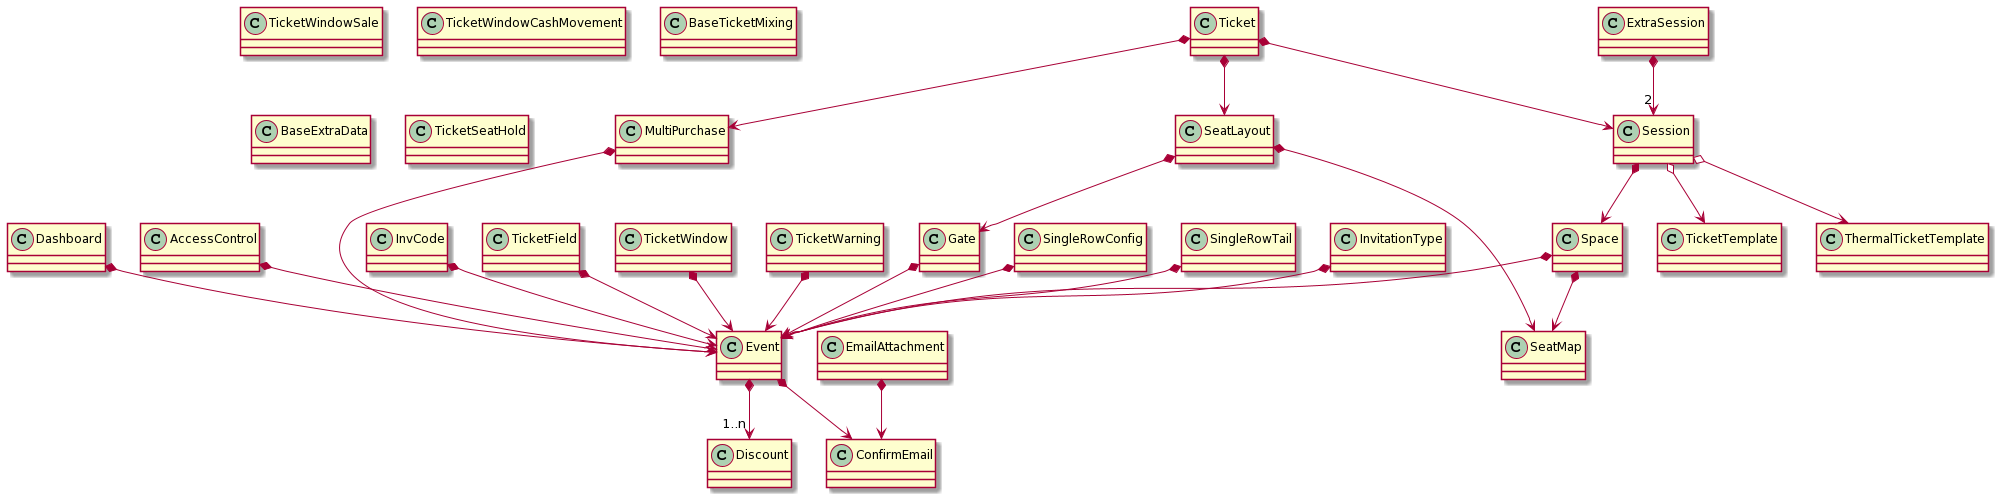 C TicketWindowSale
C TicketWindowCashMovement
C BaseTicketMixing
C Ticket
C ExtraSession
2
C BaseExtraData
C TicketSeatHold
C MultiPurchase
C SeatLayout
C Session
C Dashboard
C AccessControl
C InvCode
C TicketField
C TicketWindow
C TicketWarning
C Gate
C SingleRowConfig
C SingleRowTail
C InvitationType
C Space
C TicketTemplate
C ThermalTicketTemplate
C Event
C EmailAttachment
C SeatMap
1..n
C Discount
C ConfirmEmail